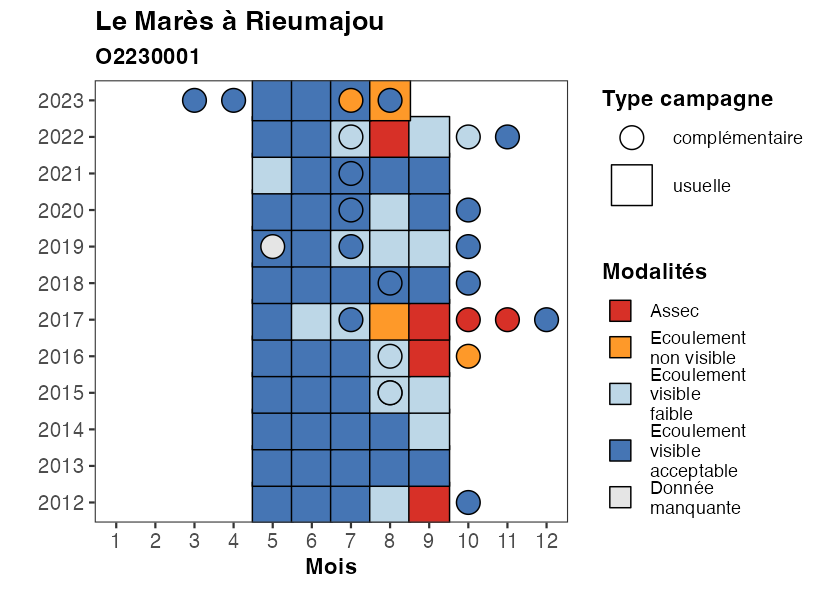 Le Marès à Rieumajou
O2230001
2023
2022
2021
2020
2019
2018
2017
2016
2015
2014
2013
2012
1 2 3 4 5 6 7 8 9 10 11 12
Mois
Type campagne
complémentaire
usuelle
Modalités
Assec
Ecoulement
non visible
Ecoulement
visible
faible
Ecoulement
visible
acceptable
Donnée
manquante